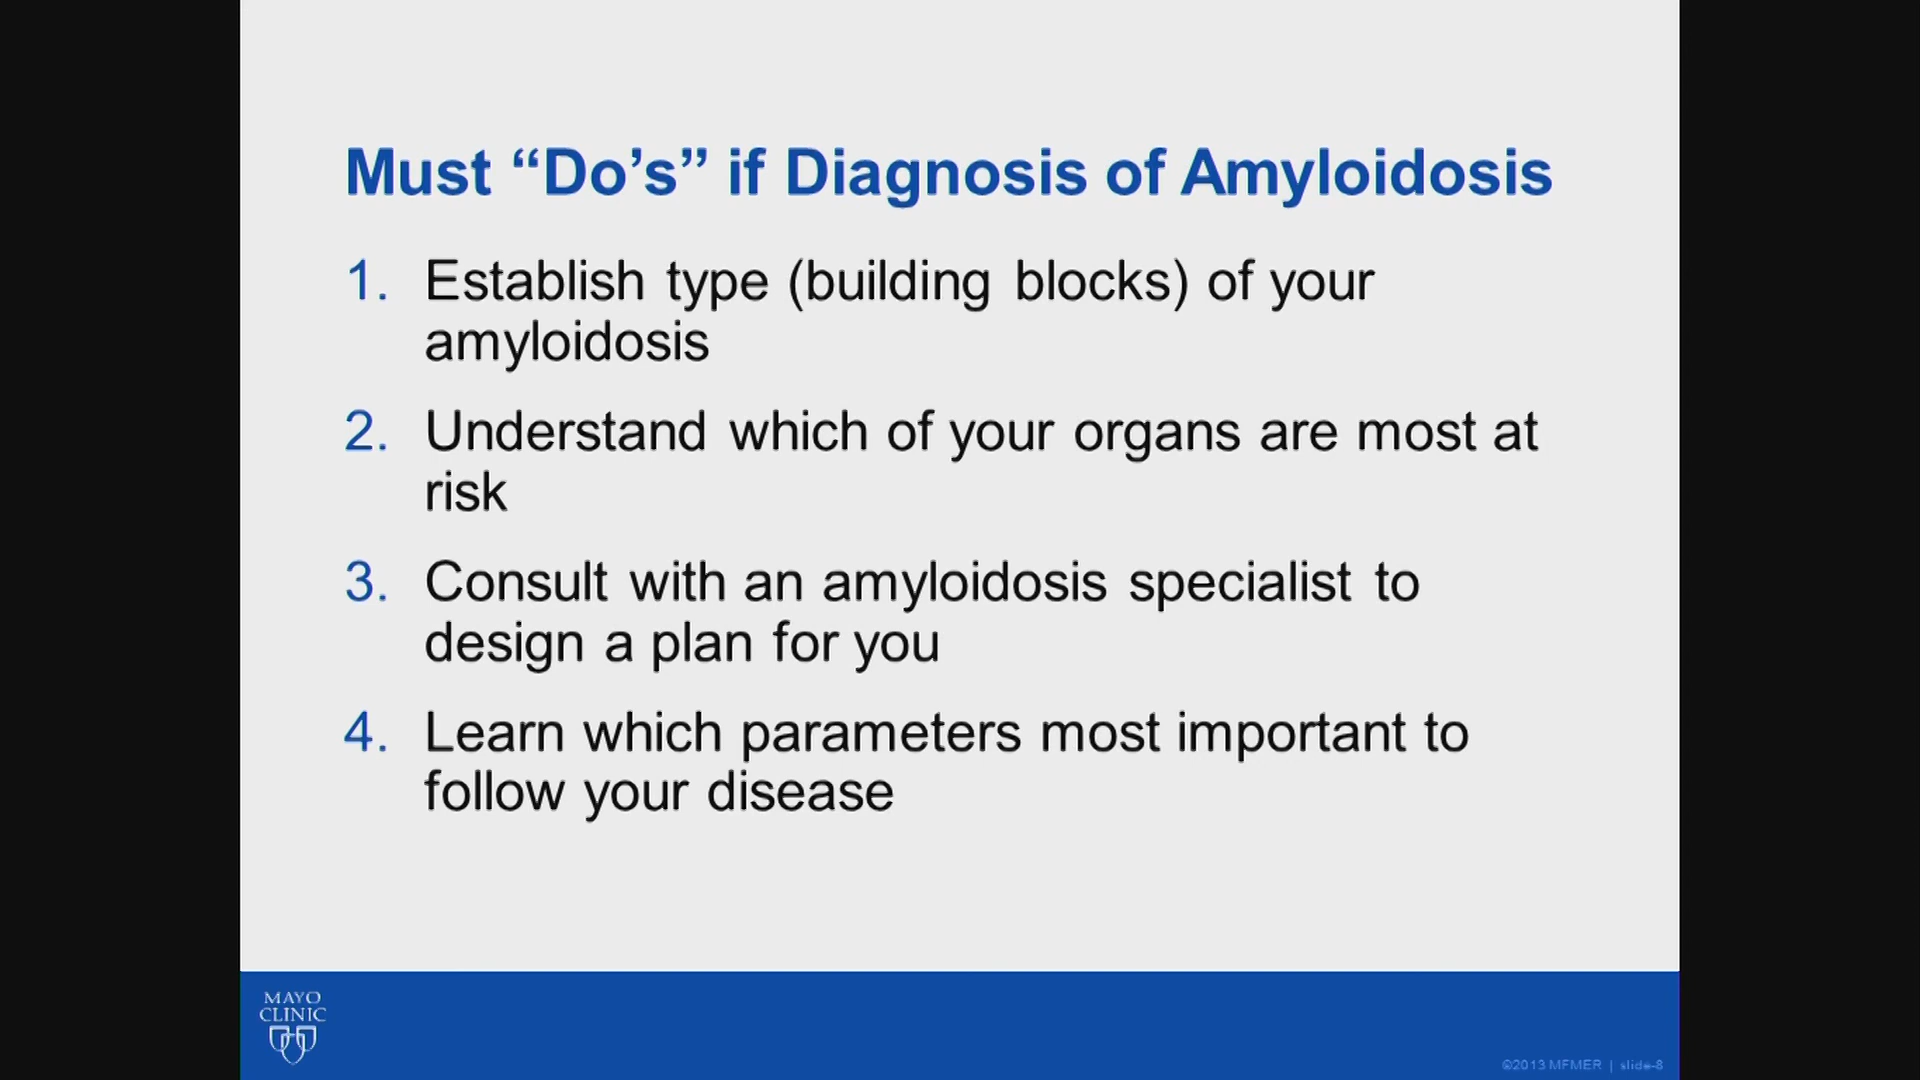 Must “Do’s” if Diagnosis of Amyloidosis
1. Establish type (building blocks) of your
amyloidosis
2. Understand which of your organs are most at
risk
3. Consult with an amyloidosis specialist to
design a plan for you
4. Learn which parameters most important to
follow your disease
MAYO
CLINIC
©2013 MFMER | slide-8